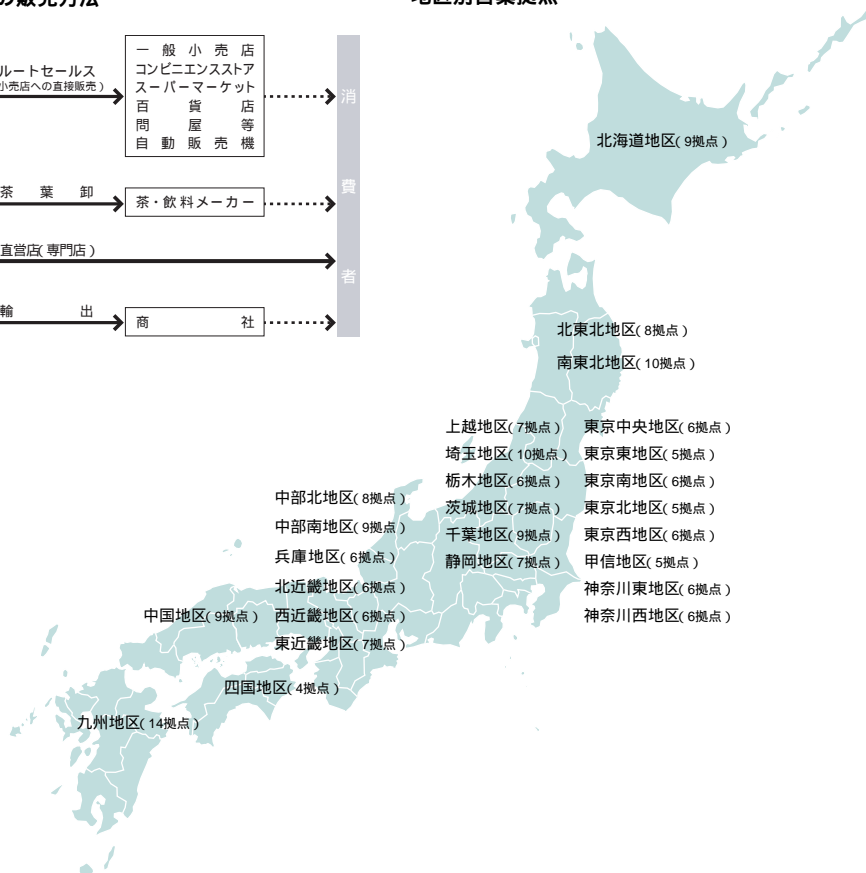 の販売方法
ルートセールス
小売店への直接販売）
一般小売店
コンビニエンスストア
スーパーマーケット
百貨店
問屋等
自動販売機
茶葉卸
茶・飲料メーカー
直営店（専門店）
輸出
商社
消費者
地区別営業拠点
北海道地区（9拠点）
北東北地区（8拠点）
南東北地区（10拠点）
上越地区（7拠点）
埼玉地区（10拠点）
栃木地区（6拠点）
茨城地区（7拠点）
千葉地区（9拠点）
静岡地区（7拠点）
東京中央地区（6拠点）
東京東地区（5拠点）
東京南地区（6拠点）
東京北地区（5拠点）
東京西地区（6拠点）
甲信地区（5拠点）
神奈川東地区（6拠点）
神奈川西地区（6拠点）
中部北地区（8拠点）
中部南地区（9拠点）
兵庫地区（6拠点）
北近畿地区（6拠点）
西近畿地区（6拠点）
東近畿地区（7拠点）
中国地区（9拠点）
四国地区（4拠点）
九州地区（14拠点）